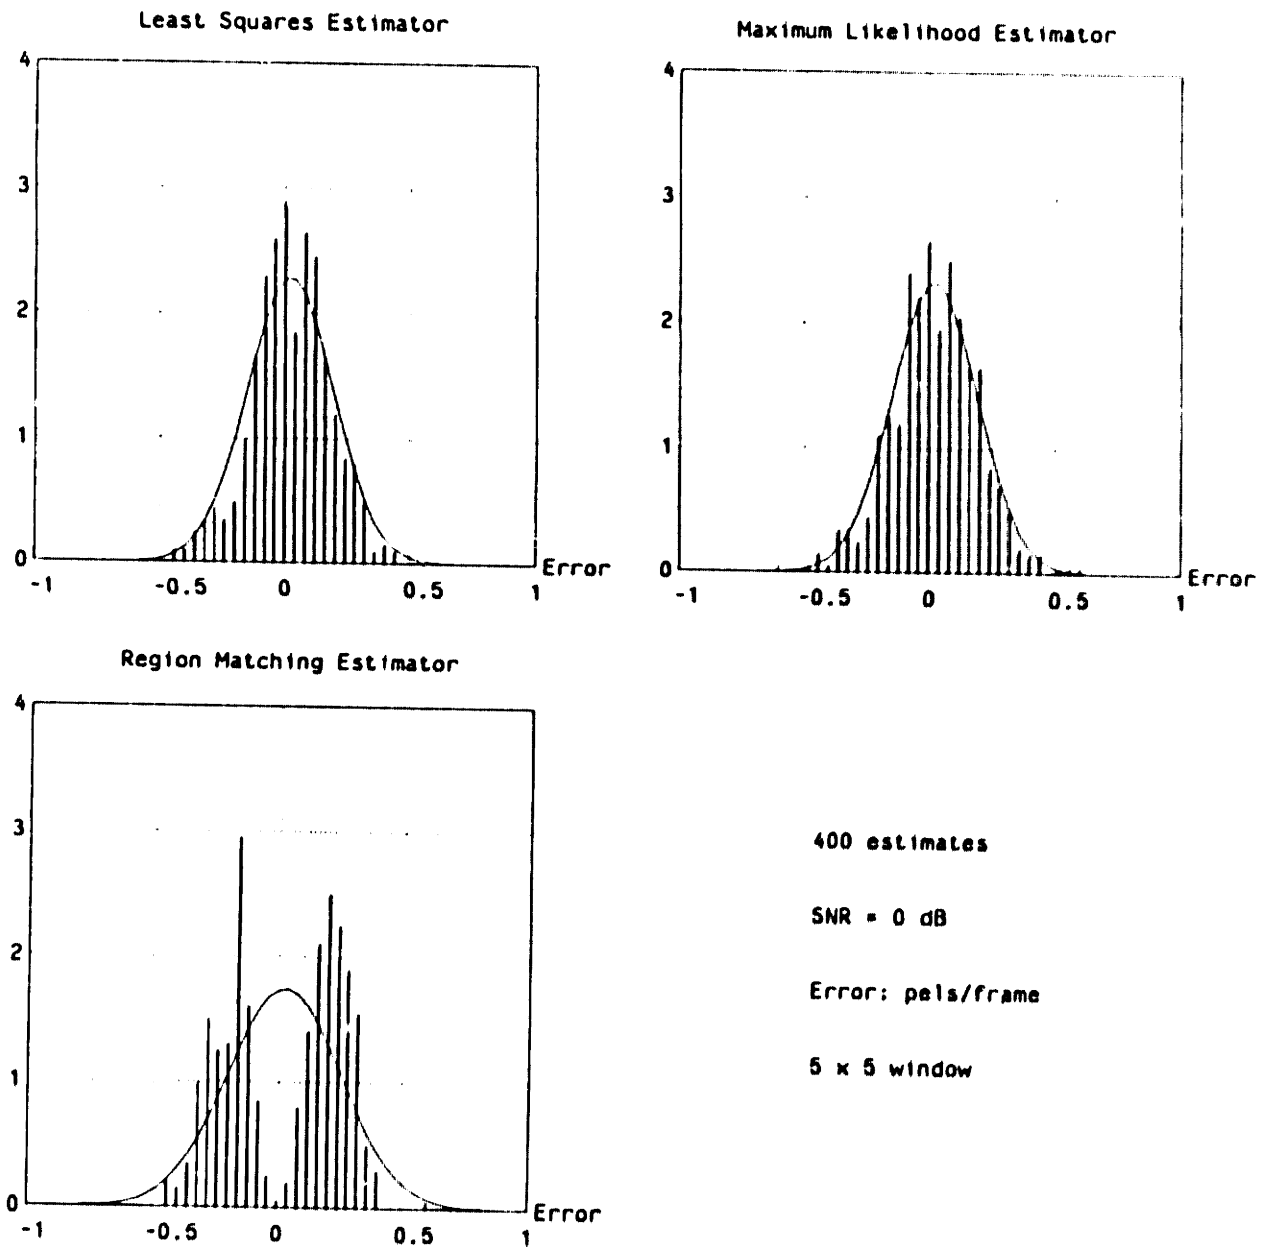 Least Squares Estimator
4
3
2
1
0
-1 -0.5 0 0.5 1
Error
Maximum Likelihood Estimator
4
3
2
1
0
-1 -0.5 0 0.5 1
Error
Region Matching Estimator
4
3
2
1
0
-1 -0.5 0 0.5 1
Error
400 estimates
SNR = 0 dB
Error: pels/frame
5 x 5 window